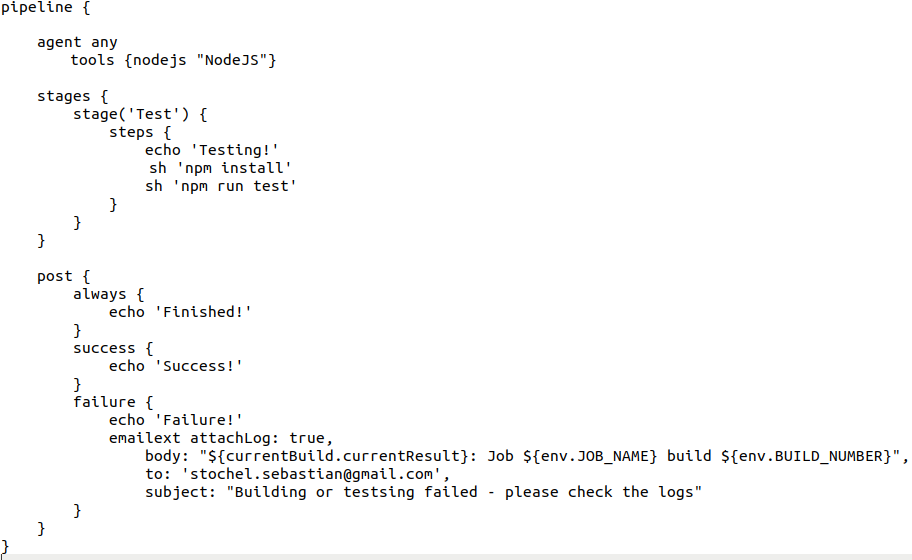 pipeline {
agent any
tools {nodejs "NodeJS"}
stages {
stage('Test') {
steps {
echo 'Testing!'
sh 'npm install'
sh 'npm run test'
}
}
}
post {
always {
echo 'Finished!'
}
success {
echo 'Success!'
}
failure {
echo 'Failure!'
emailext attachLog: true,
body: "${currentBuild.currentResult}: Job ${env.JOB_NAME} build ${env.BUILD_NUMBER}",
to: 'stochel.sebastian@gmail.com',
subject: "Building or testsing failed - please check the logs"
}
}
}